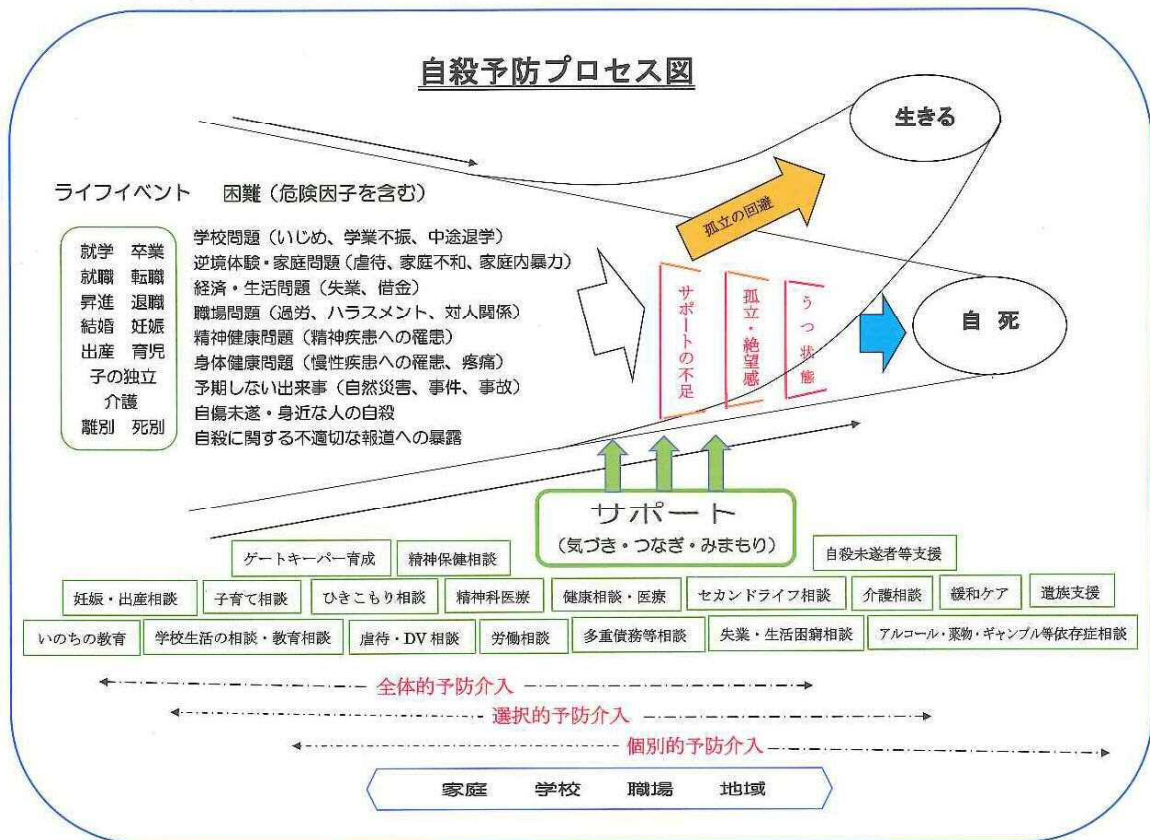 自殺予防プロセス図
生きる
ライフイベント　困難（危険因子を含む）
孤立の回避
就学　卒業
就職　転職
昇進　退職
結婚　妊娠
出産　育児
子の独立
介護
離別　死別
学校問題（いじめ、学業不振、中途退学）
逆境体験・家庭問題（虐待、家庭不和、家庭内暴力）
経済・生活問題（失業、借金）
職場問題（過労、ハラスメント、対人関係）
精神健康問題（精神疾患への罹患）
身体健康問題（慢性疾患への罹患、疼痛）
予期しない出来事（自然災害、事件、事故）
自傷未遂・身近な人の自殺
自殺に関する不適切な報道への暴露
サポートの不足
孤立・絶望感
うつ状態
自　死
サポート
（気づき・つなぎ・みまもり）
ゲートキーパー育成　精神保健相談　自殺未遂者等支援
妊娠・出産相談　子育て相談　ひきこもり相談　精神科医療　健康相談・医療　セカンドライフ相談　介護相談　緩和ケア　遺族支援
いのちの教育　学校生活の相談・教育相談　虐待・DV相談　労働相談　多重債務等相談　失業・生活困窮相談　アルコール・薬物・ギャンブル等依存症相談
全体的予防介入
選択的予防介入
個別的予防介入
家庭　学校　職場　地域